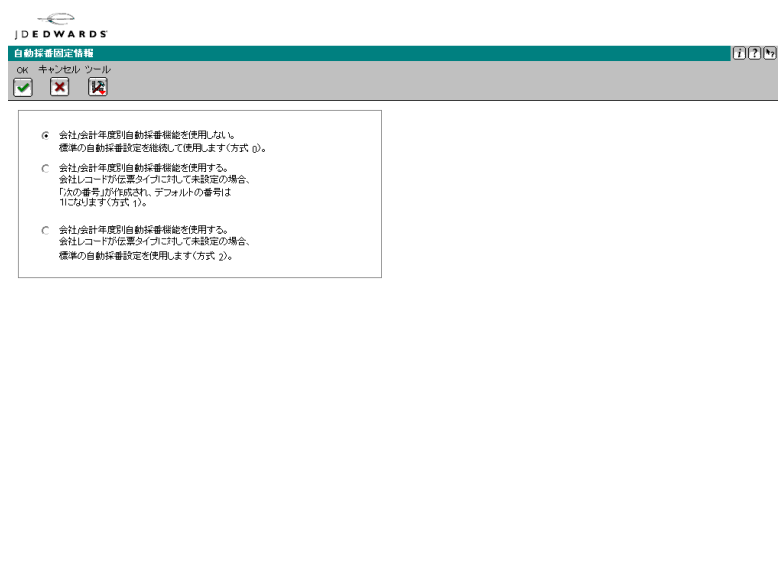 JDEDWARDS
自動採番固定情報
OK キャンセル ツール
会社/会計年度別自動採番機能を使用しない。
標準の自動採番設定を継続して使用します(方式 0)。
会社/会計年度別自動採番機能を使用する。
会社レコードが伝票タイプに対して未設定の場合、
「次の番号」が作成され、デフォルトの番号は
1になります(方式 1)。
会社/会計年度別自動採番機能を使用する。
会社レコードが伝票タイプに対して未設定の場合、
標準の自動採番設定を使用します(方式 2)。